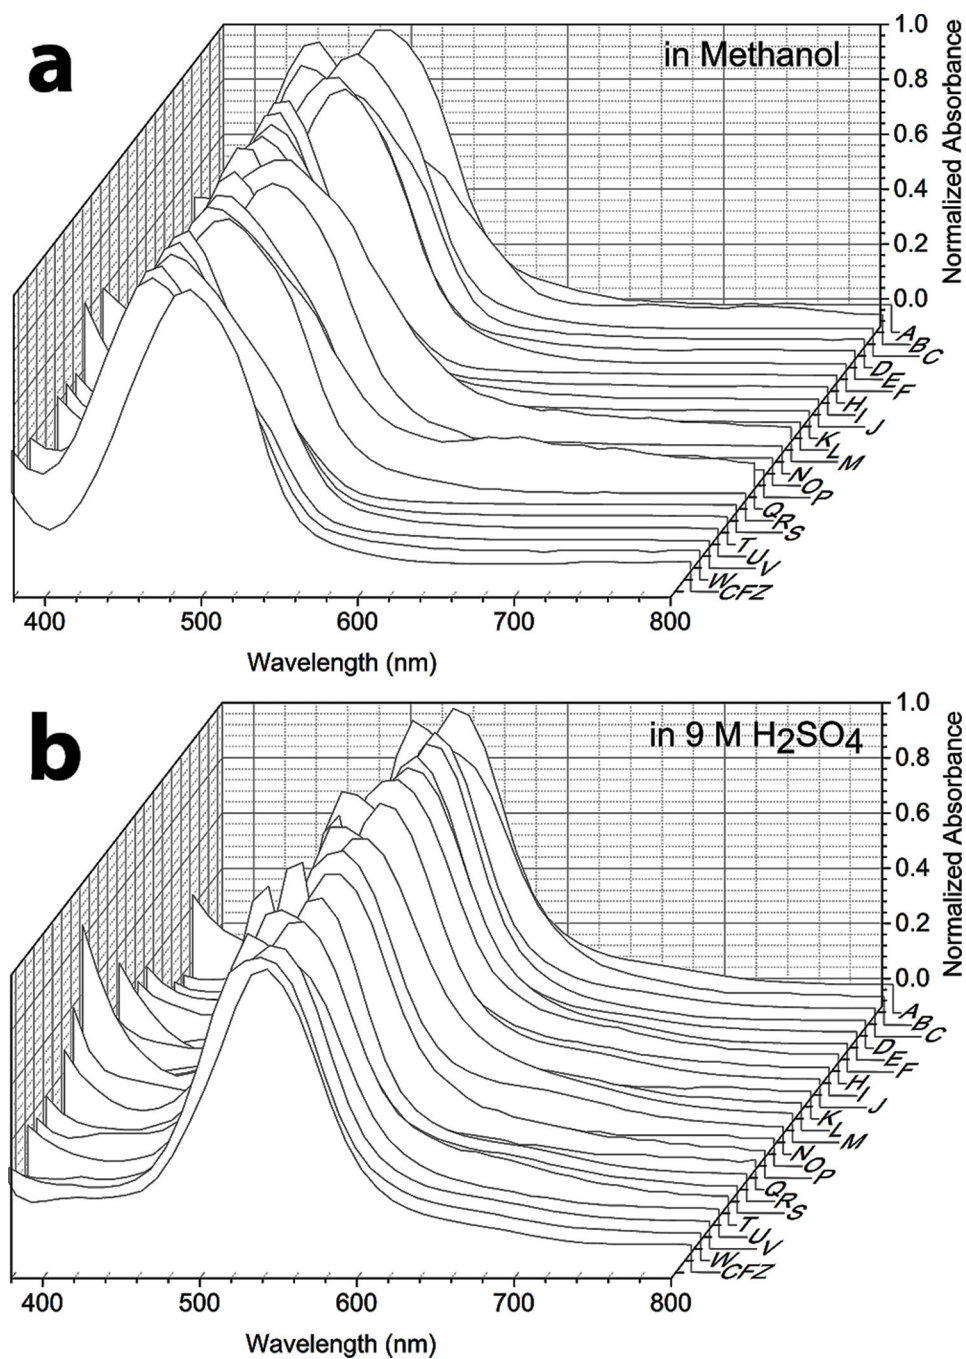 a
in Methanol
1.0
0.8
0.6
0.4
0.2
0.0
Normalized Absorbance
A
B
C
D
E
F
H
I
J
K
L
M
N
O
P
Q
R
S
T
U
V
W
CFZ
400 500 600 700 800
Wavelength (nm)
b
in 9 M H2SO4
1.0
0.8
0.6
0.4
0.2
0.0
Normalized Absorbance
A
B
C
D
E
F
H
I
J
K
L
M
N
O
P
Q
R
S
T
U
V
W
CFZ
400 500 600 700 800
Wavelength (nm)